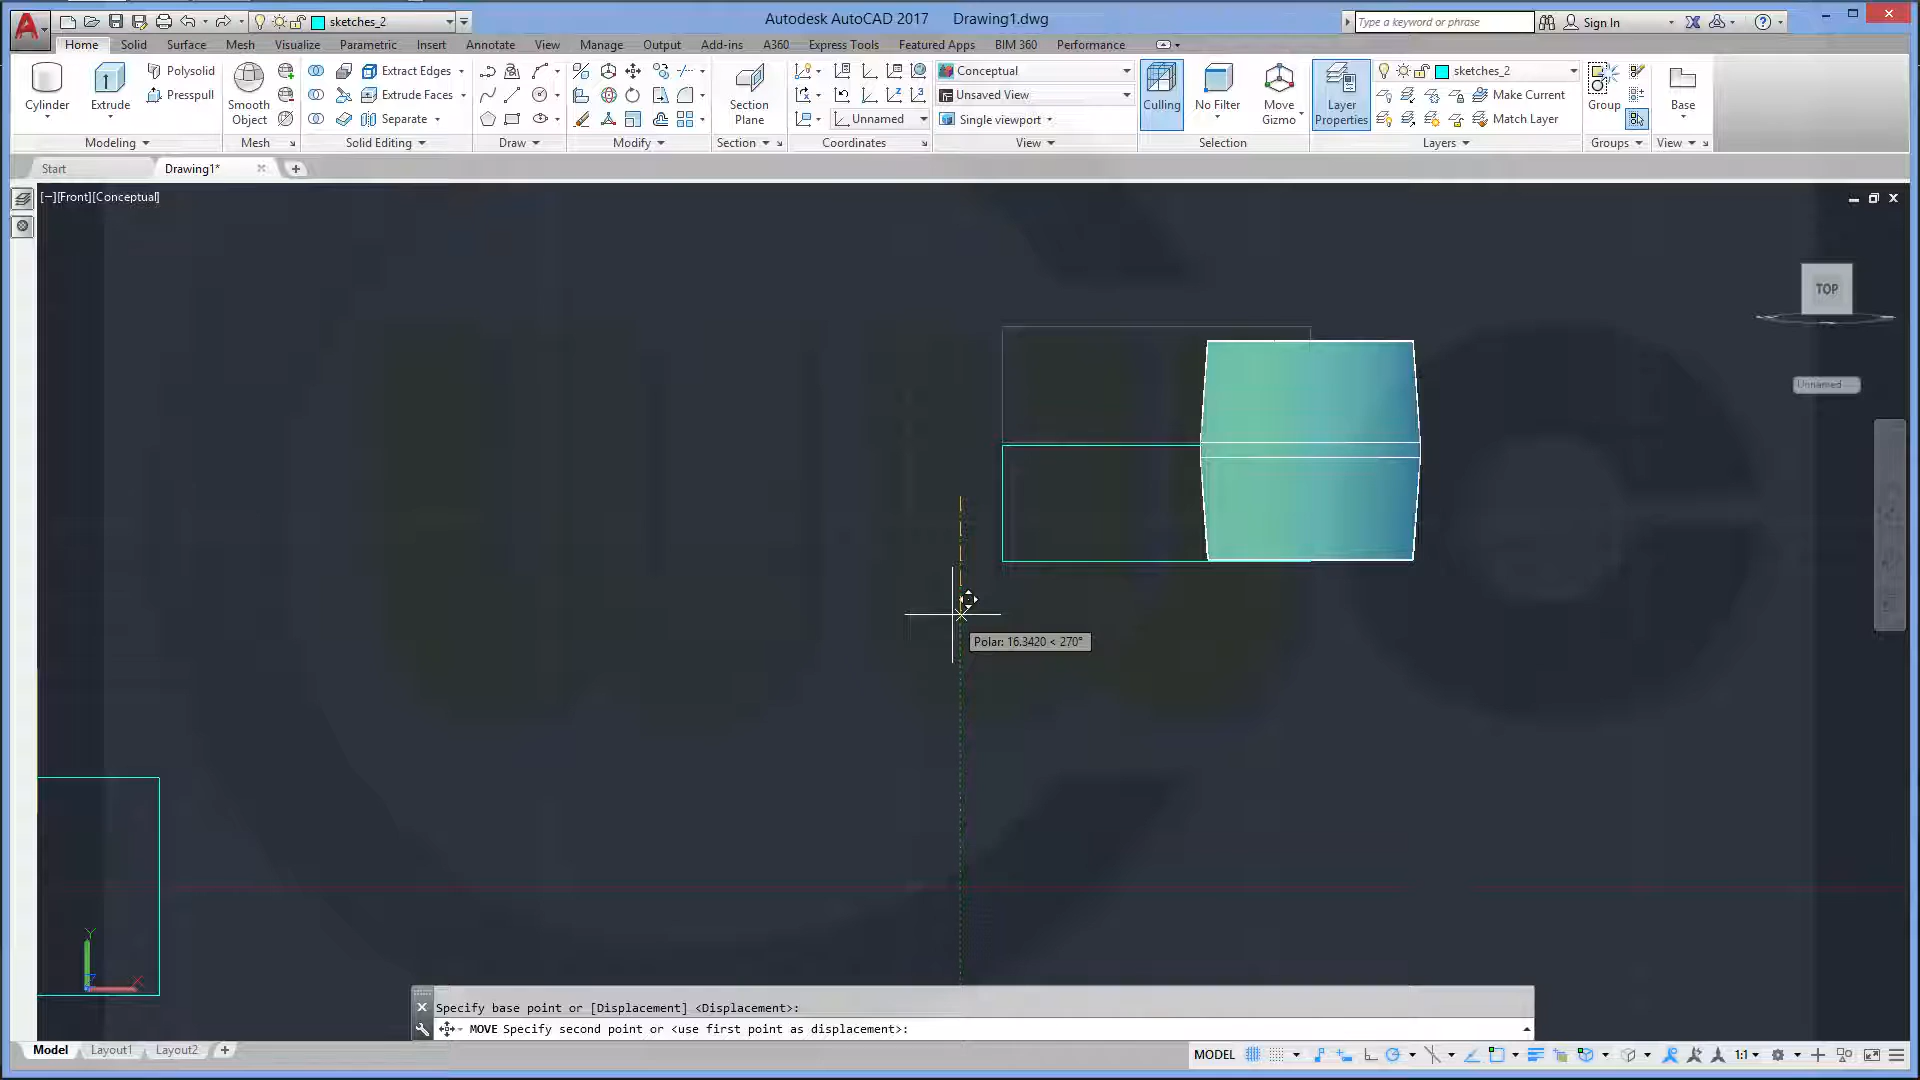 Autodesk AutoCAD 2017 Drawing1.dwg
sketches_2
Type a keyword or phrase
Sign In
Home Solid Surface Mesh Visualize Parametric Insert Annotate View Manage Output Add-ins A360 Express Tools Featured Apps BIM 360 Performance
Cylinder
Extrude
Polysolid
Presspull
Smooth Object
Extract Edges
Extrude Faces
Separate
Section Plane
Unnamed
Conceptual
Unsaved View
Single viewport
Culling
No Filter
Move Gizmo
Layer Properties
sketches_2
Make Current
Match Layer
Group
Base
Modeling Mesh Solid Editing Draw Modify Section Coordinates View Selection Layers Groups View
Start Drawing1*
[−][Front][Conceptual]
TOP
Unnamed
Polar: 16.3420 < 270°
Y
X
Z
Specify base point or [Displacement] <Displacement>:
MOVE Specify second point or <use first point as displacement>:
Model Layout1 Layout2
MODEL
1:1